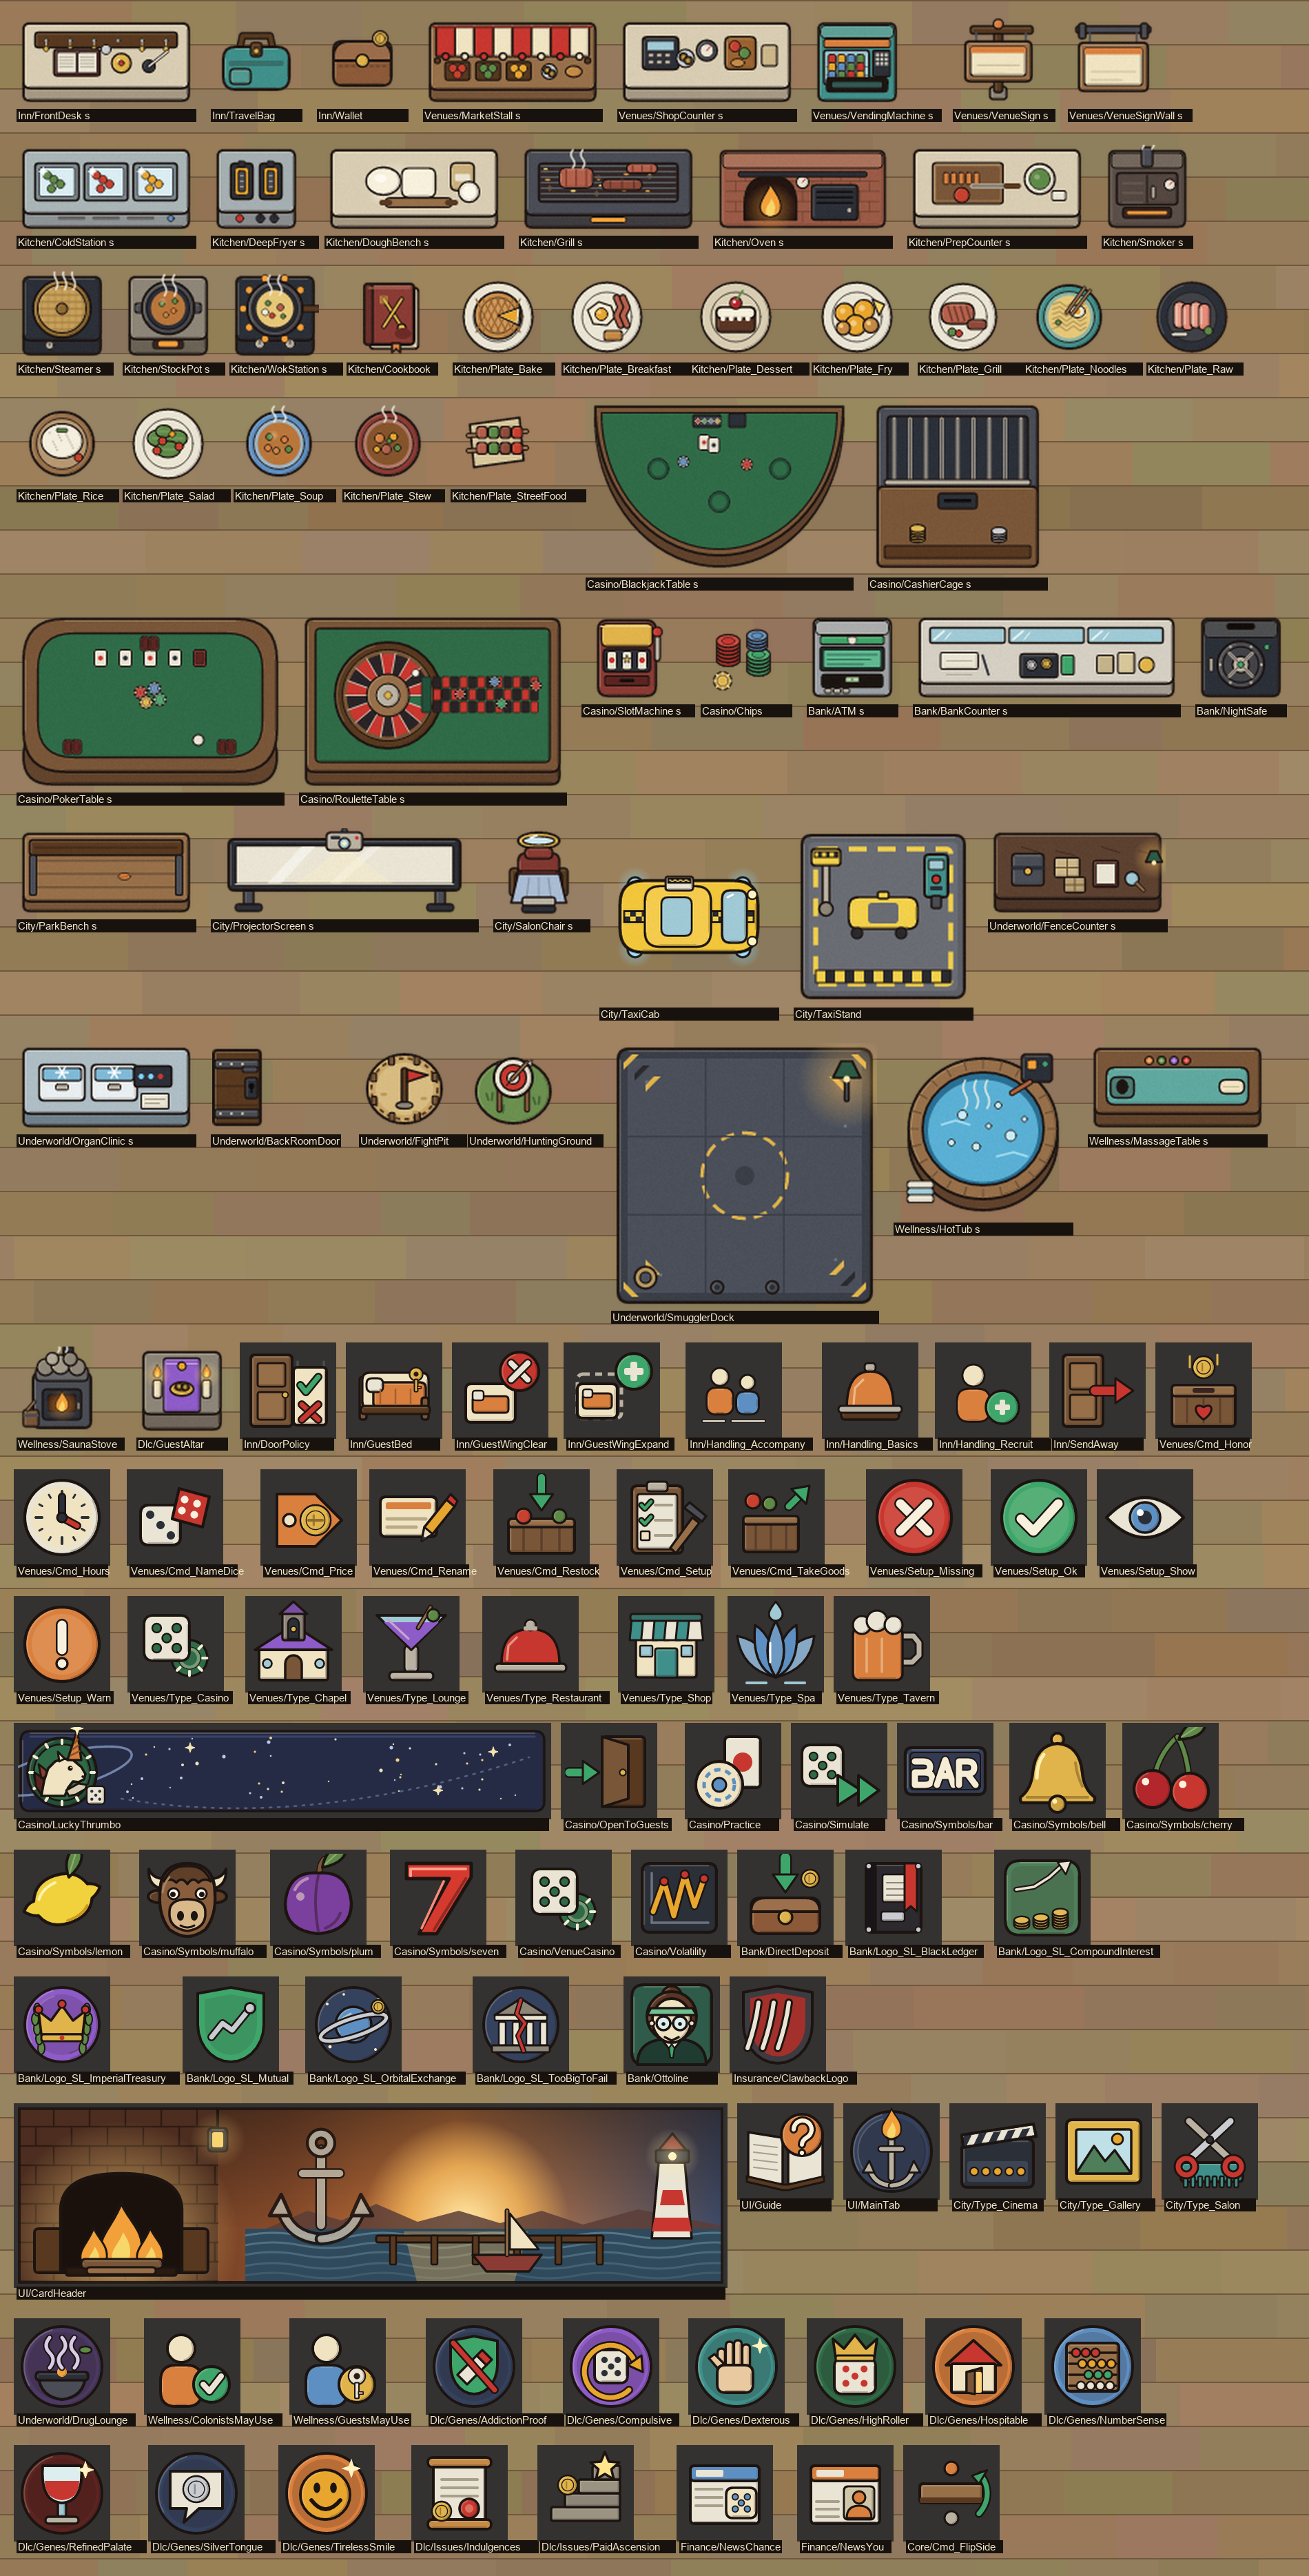 Inn/FrontDesk s
Inn/TravelBag
Inn/Wallet
Venues/MarketStall s
Venues/ShopCounter s
Venues/VendingMachine s
Venues/VenueSign s
Venues/VenueSignWall s
Kitchen/ColdStation s
Kitchen/DeepFryer s
Kitchen/DoughBench s
Kitchen/Grill s
Kitchen/Oven s
Kitchen/PrepCounter s
Kitchen/Smoker s
Kitchen/Steamer s
Kitchen/StockPot s
Kitchen/WokStation s
Kitchen/Cookbook
Kitchen/Plate_Bake
Kitchen/Plate_Breakfast
Kitchen/Plate_Dessert
Kitchen/Plate_Fry
Kitchen/Plate_Grill
Kitchen/Plate_Noodles
Kitchen/Plate_Raw
Kitchen/Plate_Rice
Kitchen/Plate_Salad
Kitchen/Plate_Soup
Kitchen/Plate_Stew
Kitchen/Plate_StreetFood
Casino/BlackjackTable s
Casino/CashierCage s
Casino/PokerTable s
Casino/RouletteTable s
Casino/SlotMachine s
Casino/Chips
Bank/ATM s
Bank/BankCounter s
Bank/NightSafe
City/ParkBench s
City/ProjectorScreen s
City/SalonChair s
City/TaxiCab
City/TaxiStand
Underworld/FenceCounter s
Underworld/OrganClinic s
Underworld/BackRoomDoor
Underworld/FightPit
Underworld/HuntingGround
Underworld/SmugglerDock
Wellness/HotTub s
Wellness/MassageTable s
Wellness/SaunaStove
Dlc/GuestAltar
Inn/DoorPolicy
Inn/GuestBed
Inn/GuestWingClear
Inn/GuestWingExpand
Inn/Handling_Accompany
Inn/Handling_Basics
Inn/Handling_Recruit
Inn/SendAway
Venues/Cmd_Honor
Venues/Cmd_Hours
Venues/Cmd_NameDice
Venues/Cmd_Price
Venues/Cmd_Rename
Venues/Cmd_Restock
Venues/Cmd_Setup
Venues/Cmd_TakeGoods
Venues/Setup_Missing
Venues/Setup_Ok
Venues/Setup_Show
Venues/Setup_Warn
Venues/Type_Casino
Venues/Type_Chapel
Venues/Type_Lounge
Venues/Type_Restaurant
Venues/Type_Shop
Venues/Type_Spa
Venues/Type_Tavern
BAR
Casino/LuckyThrumbo
Casino/OpenToGuests
Casino/Practice
Casino/Simulate
Casino/Symbols/bar
Casino/Symbols/bell
Casino/Symbols/cherry
7
Casino/Symbols/lemon
Casino/Symbols/muffalo
Casino/Symbols/plum
Casino/Symbols/seven
Casino/VenueCasino
Casino/Volatility
Bank/DirectDeposit
Bank/Logo_SL_BlackLedger
Bank/Logo_SL_CompoundInterest
Bank/Logo_SL_ImperialTreasury
Bank/Logo_SL_Mutual
Bank/Logo_SL_OrbitalExchange
Bank/Logo_SL_TooBigToFail
Bank/Ottoline
Insurance/ClawbackLogo
?
UI/CardHeader
UI/Guide
UI/MainTab
City/Type_Cinema
City/Type_Gallery
City/Type_Salon
Underworld/DrugLounge
Wellness/ColonistsMayUse
Wellness/GuestsMayUse
Dlc/Genes/AddictionProof
Dlc/Genes/Compulsive
Dlc/Genes/Dexterous
Dlc/Genes/HighRoller
Dlc/Genes/Hospitable
Dlc/Genes/NumberSense
Dlc/Genes/RefinedPalate
Dlc/Genes/SilverTongue
Dlc/Genes/TirelessSmile
Dlc/Issues/Indulgences
Dlc/Issues/PaidAscension
Finance/NewsChance
Finance/NewsYou
Core/Cmd_FlipSide